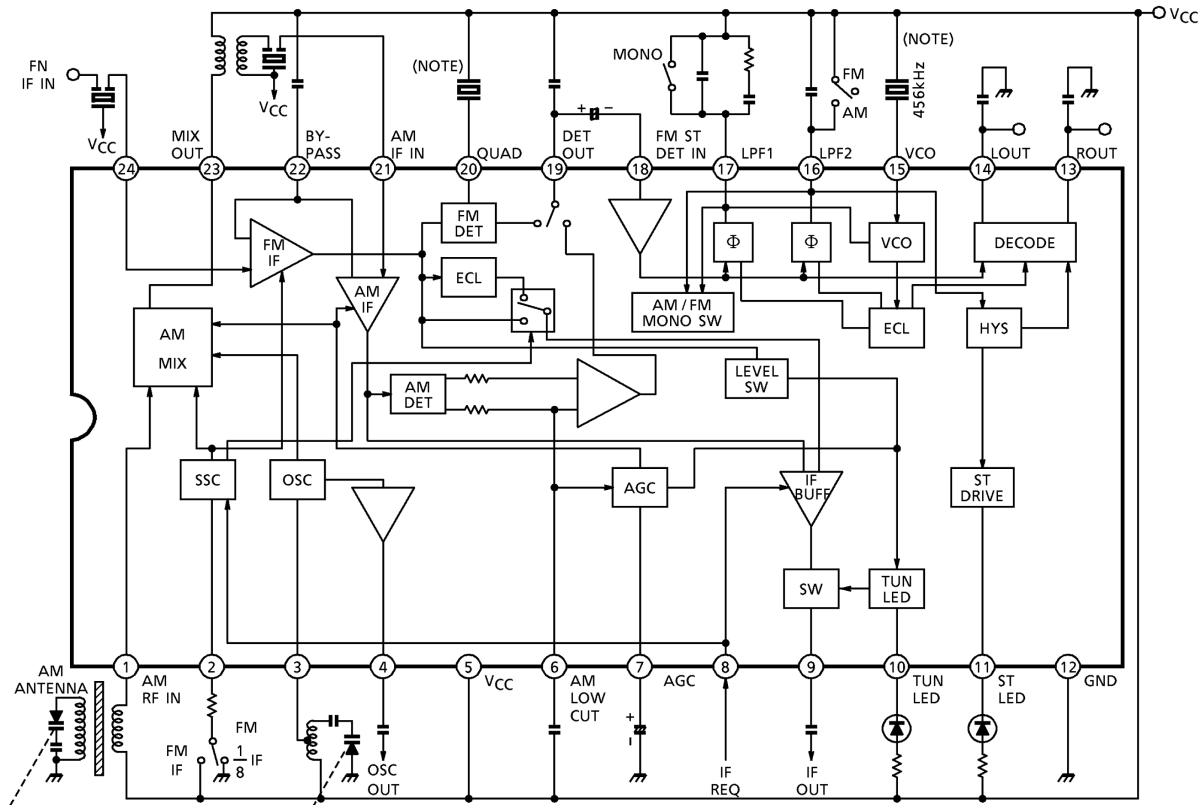 VCC
(NOTE)
MONO
FM
AM
(NOTE)
456kHz
FN
IF IN
VCC
VCC
MIX
OUT
BY-
PASS
AM
IF IN
QUAD
DET
OUT
FM ST
DET IN
LPF1
LPF2
VCO
LOUT
ROUT
+
−
24
23
22
21
20
19
18
17
16
15
14
13
FM
IF
FM
DET
ECL
AM
IF
AM
MIX
AM
DET
Φ
Φ
VCO
DECODE
AM / FM
MONO SW
ECL
HYS
LEVEL
SW
SSC
OSC
AGC
IF
BUFF
ST
DRIVE
SW
TUN
LED
1
2
3
4
5
6
7
8
9
10
11
12
AM
ANTENNA
AM
RF IN
VCC
AM
LOW
CUT
AGC
TUN
LED
ST
LED
GND
FM
IF
FM
1/8 IF
OSC
OUT
+
−
IF
REQ
IF
OUT